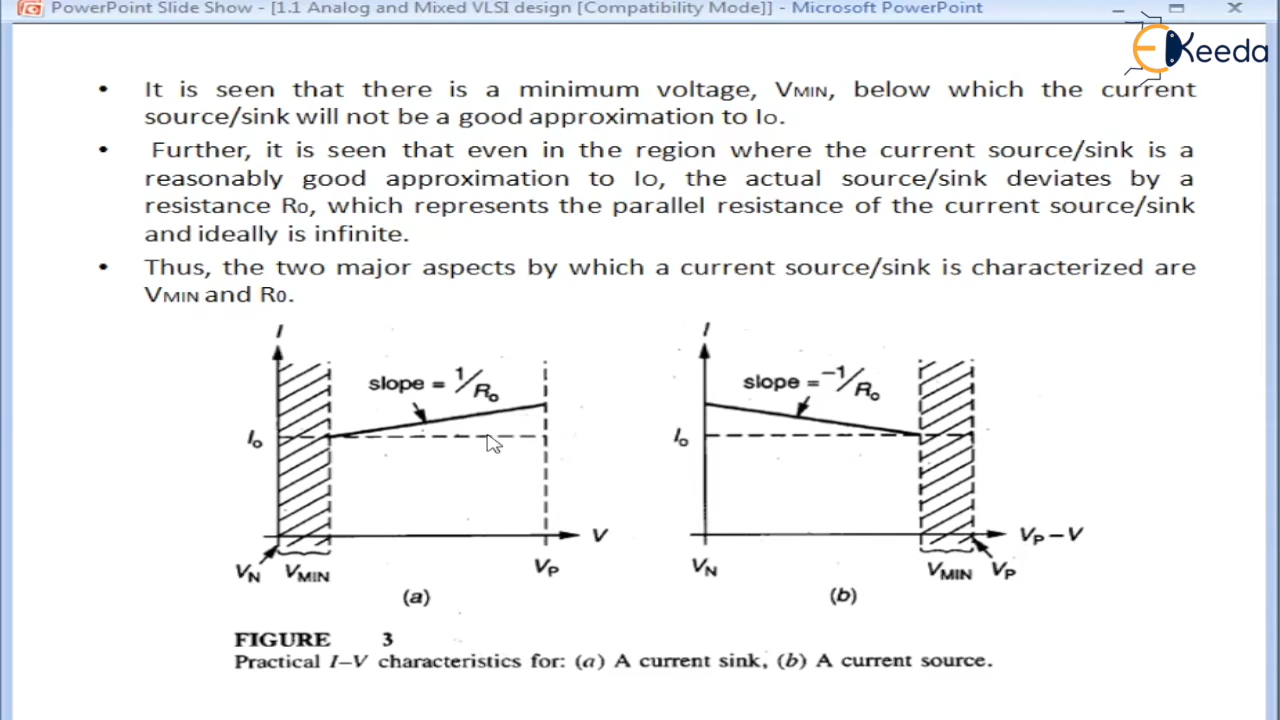 PowerPoint Slide Show - [1.1 Analog and Mixed VLSI design [Compatibility Mode]] - Microsoft PowerPoint
Keeda
• It is seen that there is a minimum voltage, VMIN, below which the current
source/sink will not be a good approximation to IO.
• Further, it is seen that even in the region where the current source/sink is a
reasonably good approximation to IO, the actual source/sink deviates by a
resistance R0, which represents the parallel resistance of the current source/sink
and ideally is infinite.
• Thus, the two major aspects by which a current source/sink is characterized are
VMIN and R0.
I
slope = 1/Ro
Io
VN
VMIN
VP
V
(a)
I
slope = -1/Ro
Io
VN
VMIN
VP
VP-V
(b)
FIGURE 3
Practical I-V characteristics for: (a) A current sink, (b) A current source.